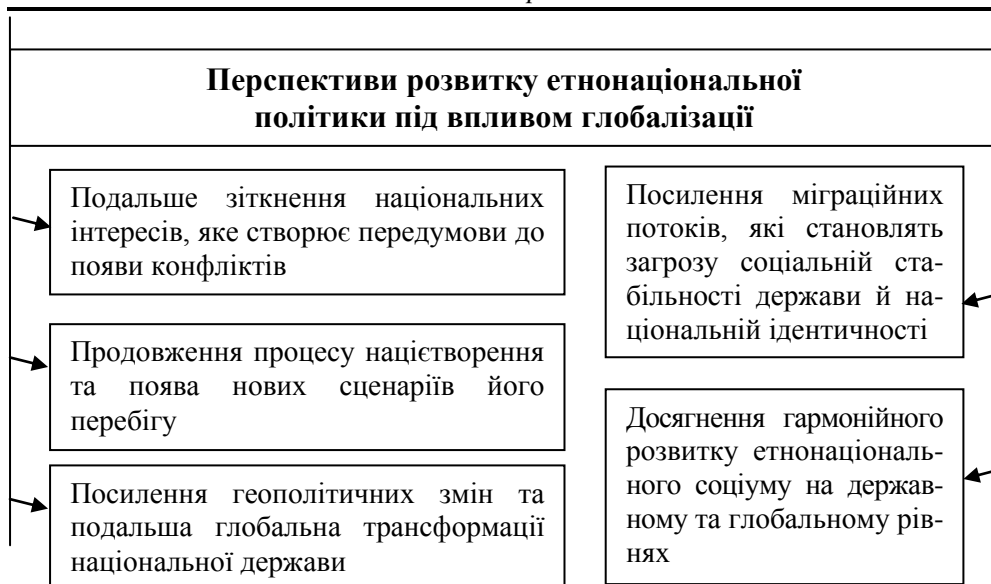 Перспективи розвитку етнонаціональної
політики під впливом глобалізації
Подальше зіткнення національних
інтересів, яке створює передумови до
появи конфліктів
Продовження процесу націєтворення
та поява нових сценаріїв його
перебігу
Посилення геополітичних змін та
подальша глобальна трансформації
національної держави
Посилення міграційних
потоків, які становлять
загрозу соціальній ста-
більності держави й на-
ціональній ідентичності
Досягнення гармонійного
розвитку етнонаціональ-
ного соціуму на держав-
ному та глобальному рів-
нях